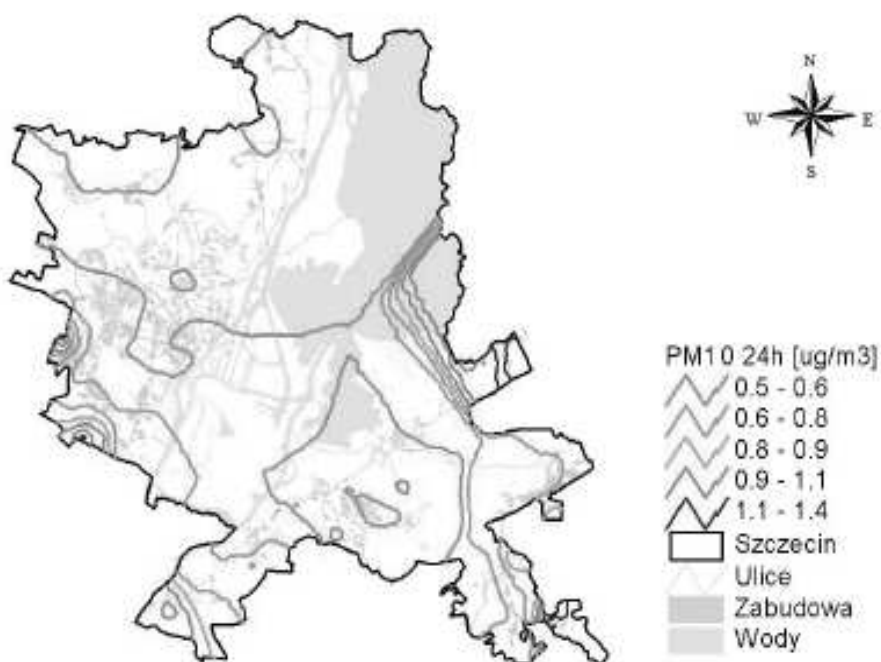 N
W E
S
PM10 24h [ug/m3]
0.5 - 0.6
0.6 - 0.8
0.8 - 0.9
0.9 - 1.1
1.1 - 1.4
Szczecin
Ulice
Zabudowa
Wody